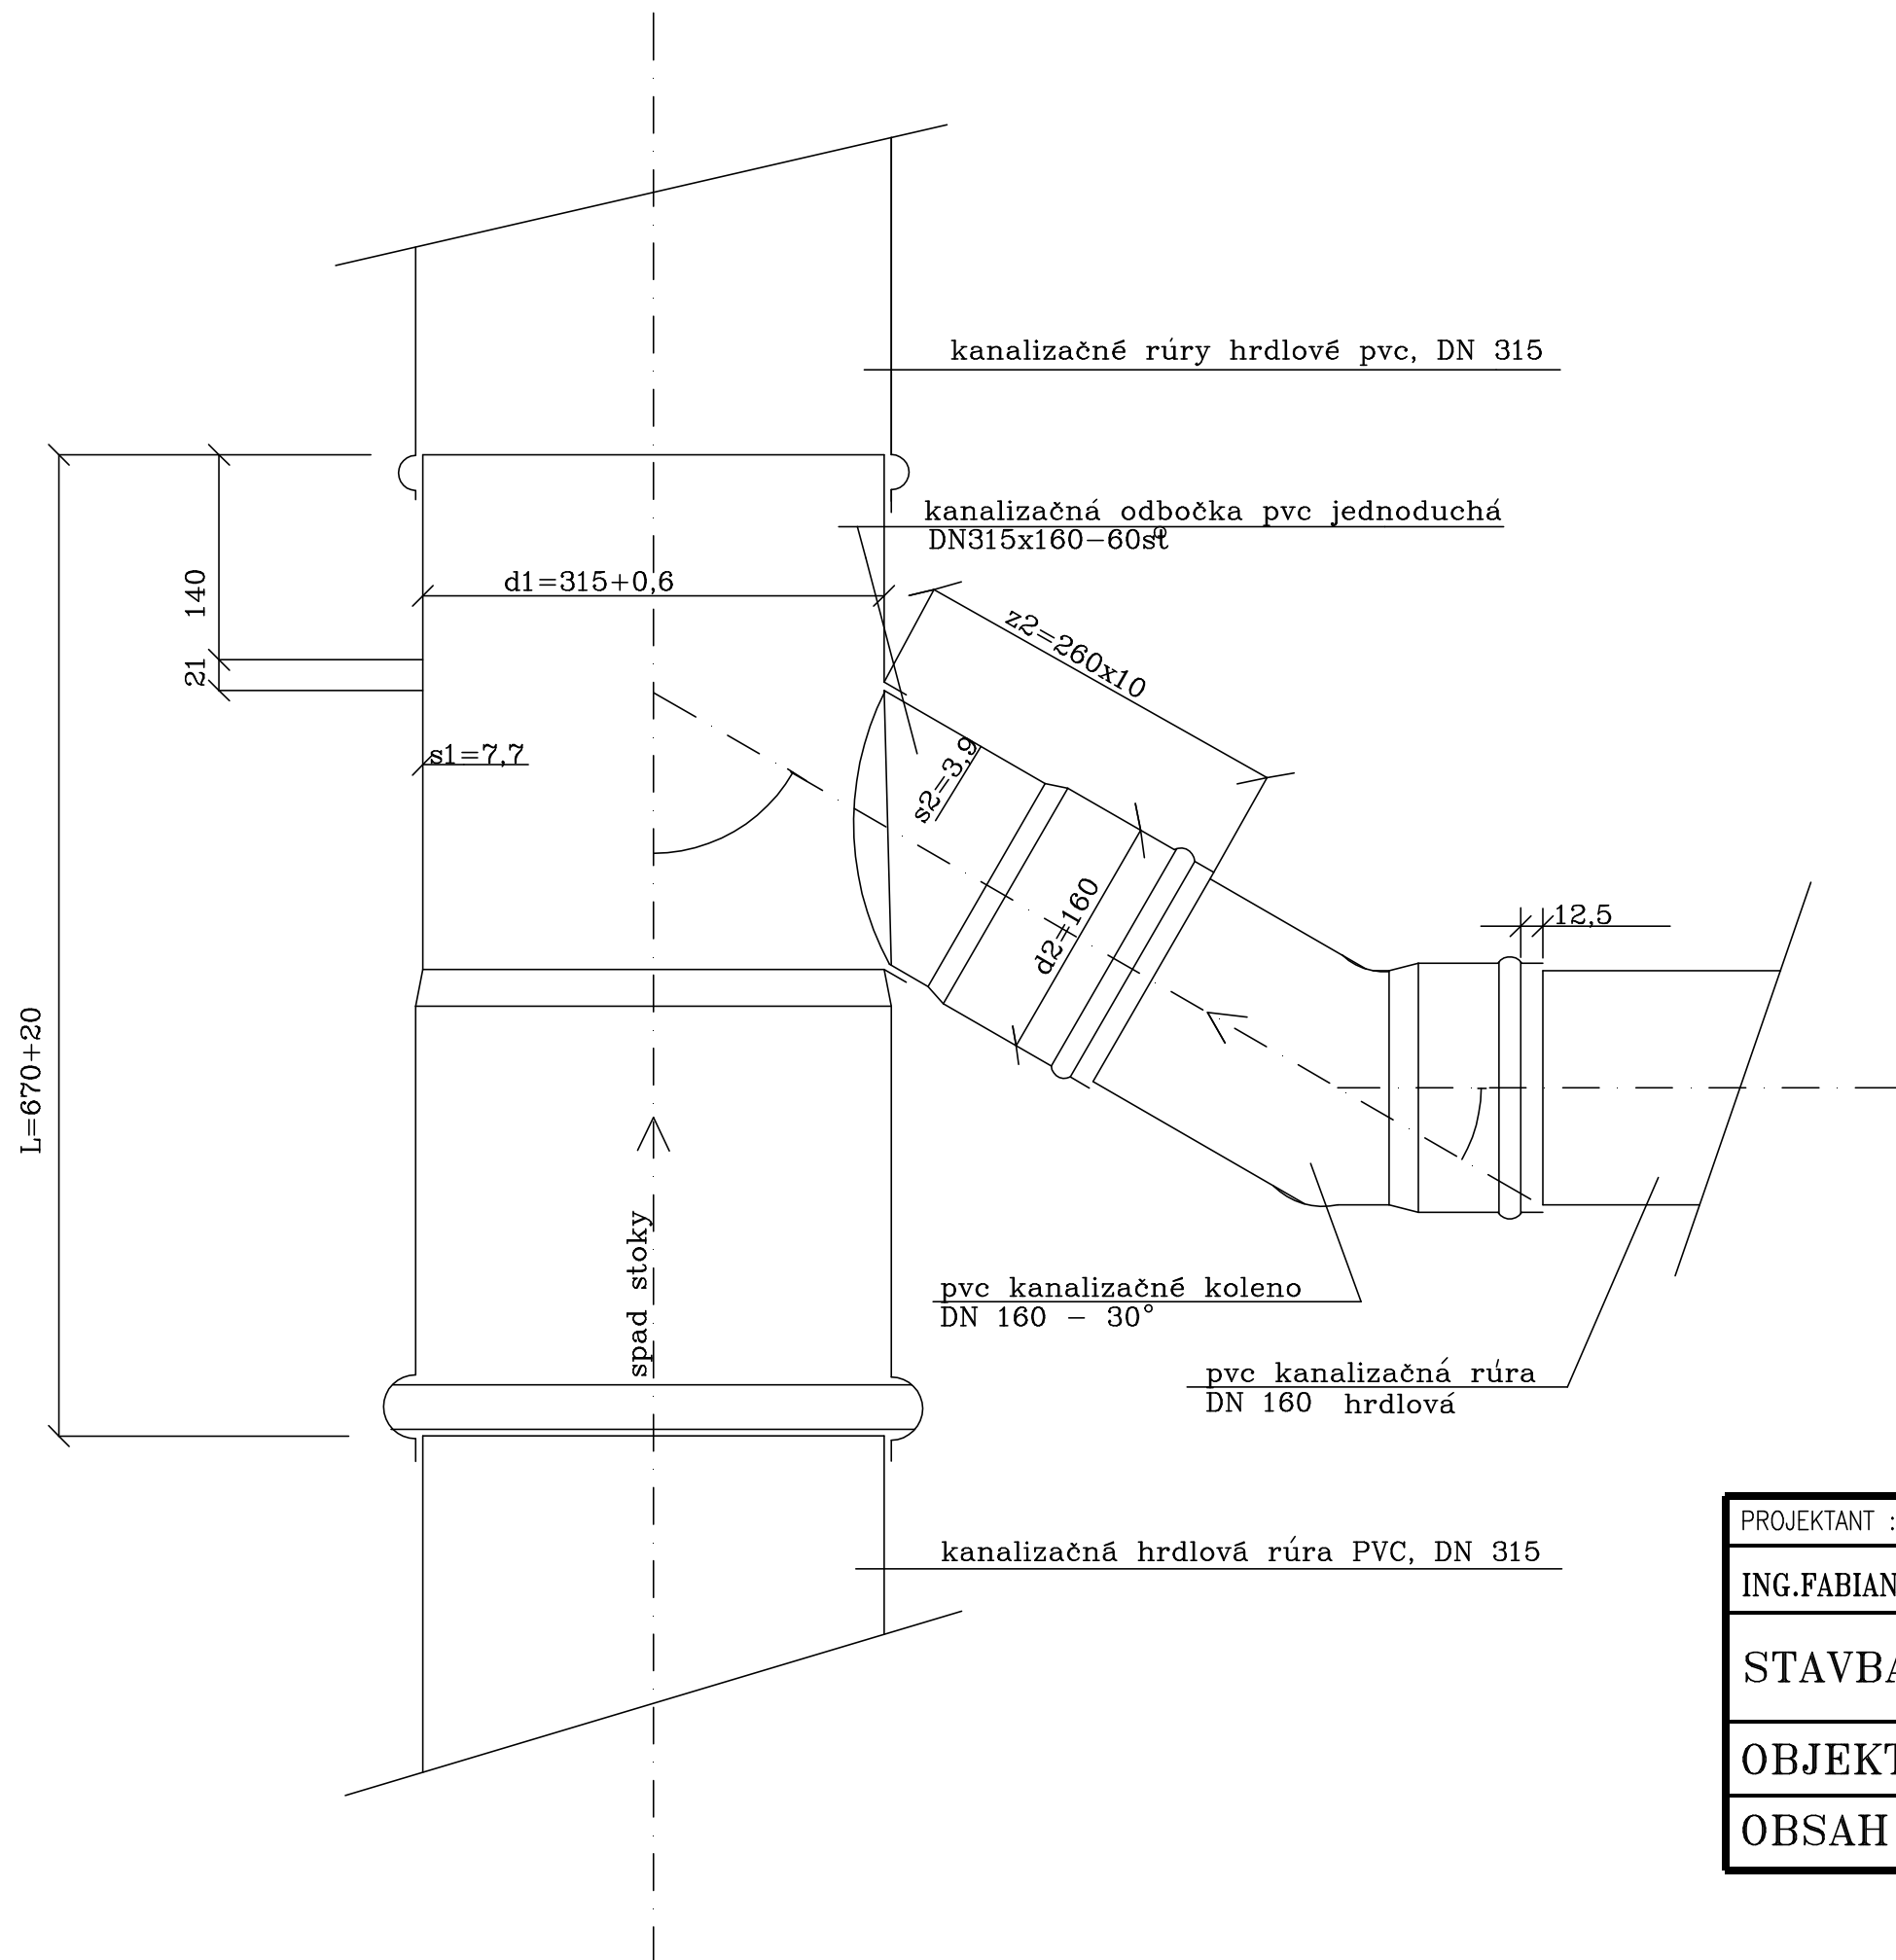 kanalizačné rúry hrdlové pvc, DN 315
kanalizačná odbočka pvc jednoduchá
DN315x160-60st
d1=315+0,6
140
21
z2=260x10
s1=7,7
s2=3,9
d2=160
12,5
L=670+20
spad stoky
pvc kanalizačné koleno
DN 160 - 30°
pvc kanalizačná rúra
DN 160 hrdlová
kanalizačná hrdlová rúra PVC, DN 315
PROJEKTANT :
ING.FABIAN
STAVBA
OBJEKT
OBSAH